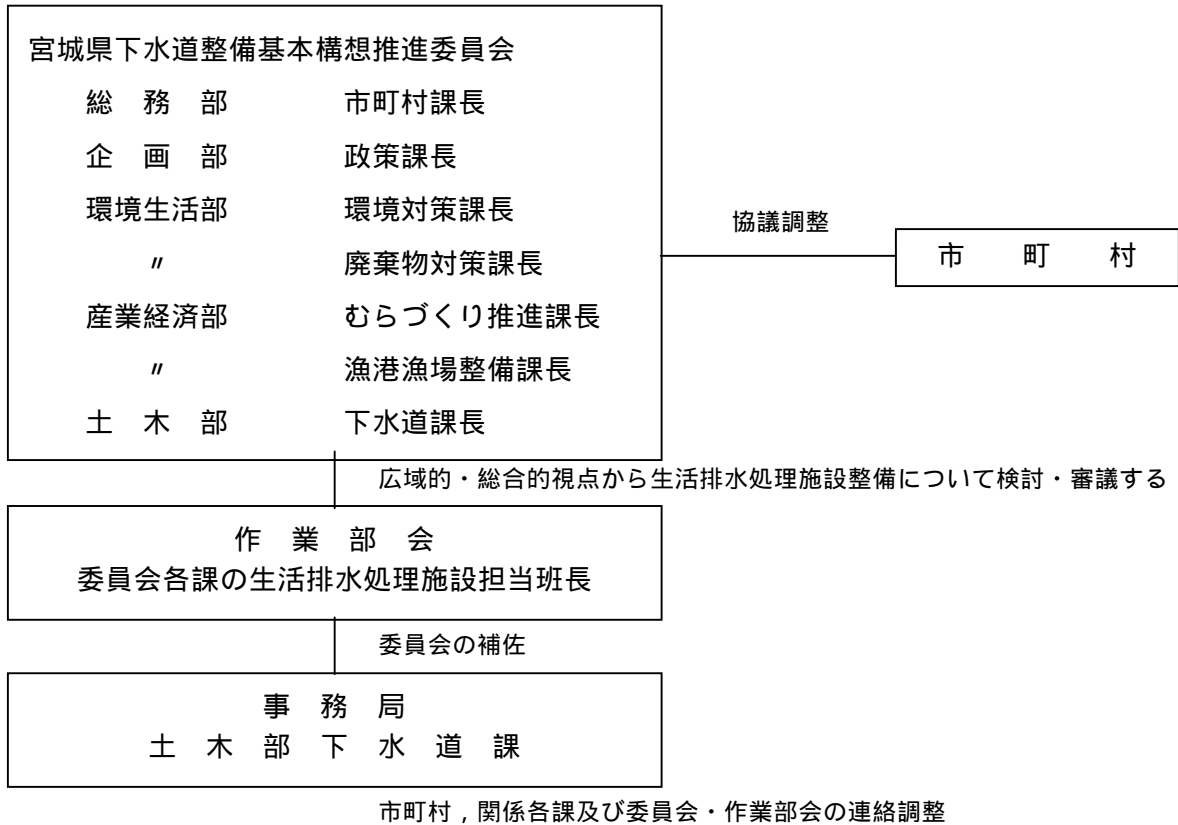 宮城県下水道整備基本構想推進委員会
総　務　部　　市町村課長
企　画　部　　政策課長
環境生活部　　環境対策課長
〃　　廃棄物対策課長
産業経済部　　むらづくり推進課長
〃　　漁港漁場整備課長
土　木　部　　下水道課長
協議調整
市　町　村
広域的・総合的視点から生活排水処理施設整備について検討・審議する
作　業　部　会
委員会各課の生活排水処理施設担当班長
委員会の補佐
事　務　局
土　木　部　下　水　道　課
市町村，関係各課及び委員会・作業部会の連絡調整